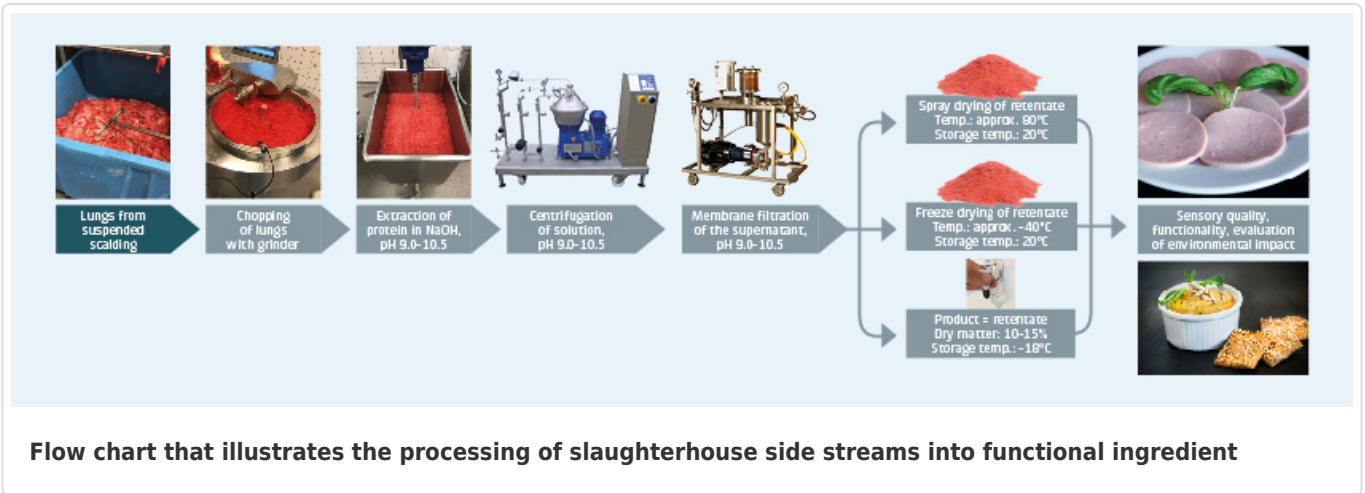 Lungs from
suspended
scalding
Chopping
of lungs
with grinder
Extraction of
protein in NaOH,
pH 9.0-10.5
Centrifugation
of solution,
pH 9.0-10.5
Membrane filtration
of the supernatant,
pH 9.0-10.5
Spray drying of retentate
Temp.: approx. 80°C
Storage temp.: 20°C
Freeze drying of retentate
Temp.: approx. -40°C
Storage temp.: 20°C
Product = retentate
Dry matter: 10-15%
Storage temp.: -18°C
Sensory quality,
functionality, evaluation
of environmental impact
Flow chart that illustrates the processing of slaughterhouse side streams into functional ingredient